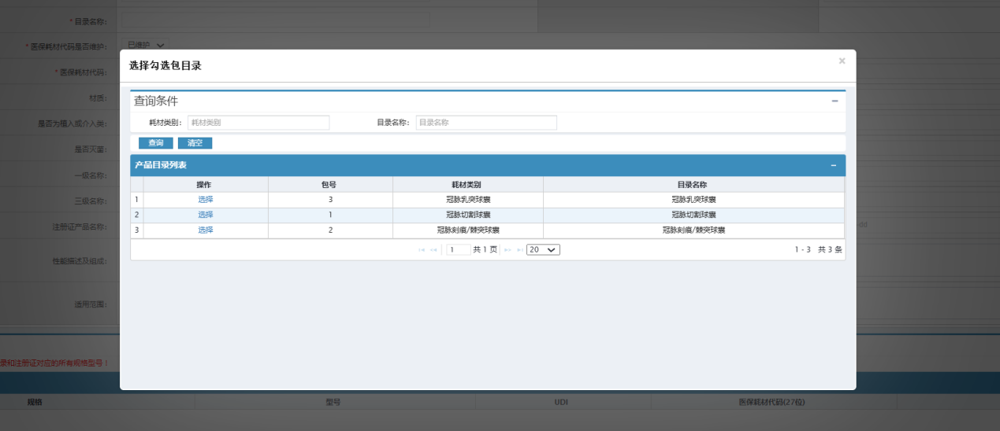 * 目录名称:
* 医保耗材代码是否维护: 已维护
* 医保耗材代码:
材质:
是否为植入或介入类:
是否灭菌:
一级名称:
三级名称:
注册证产品名称:
性能描述及组成:
适用范围:
选择勾选包目录 ×
查询条件 −
耗材类别: 耗材类别 目录名称: 目录名称
查询 清空
产品目录列表 −
操作 包号 耗材类别 目录名称
1 选择 3 冠脉乳突球囊 冠脉乳突球囊
2 选择 1 冠脉切割球囊 冠脉切割球囊
3 选择 2 冠脉刻痕/棘突球囊 冠脉刻痕/棘突球囊
1 共 1 页 20 1 - 3 共 3 条
-dd
录和注册证对应的所有规格型号！
规格 型号 UDI 医保耗材代码(27位)